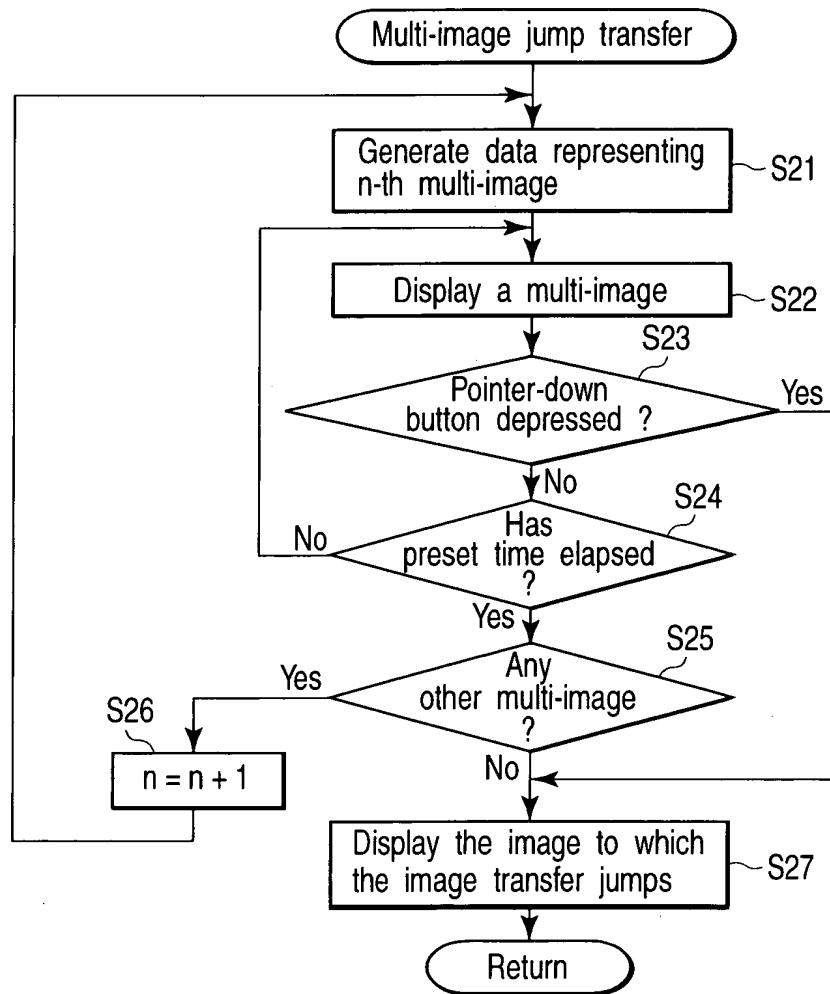 Multi-image jump transfer
Generate data representing
n-th multi-image
S21
Display a multi-image
S22
S23
Pointer-down
button depressed ?
Yes
No
S24
Has
preset time elapsed
?
No
Yes
S25
Any
other multi-image
?
Yes
S26
n = n + 1
No
Display the image to which
the image transfer jumps
S27
Return